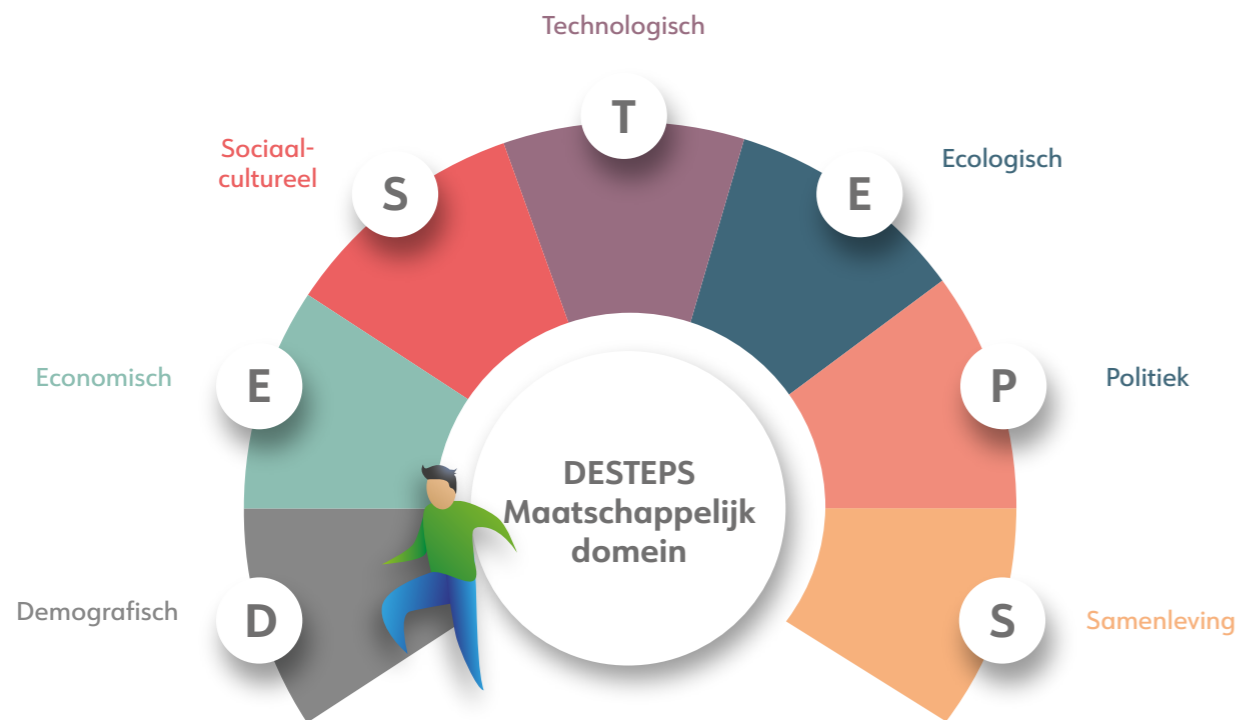 Technologisch
T
Sociaal-
cultureel
S
Ecologisch
E
Economisch
E
Politiek
P
DESTEPS
Maatschappelijk
domein
Demografisch
D
Samenleving
S